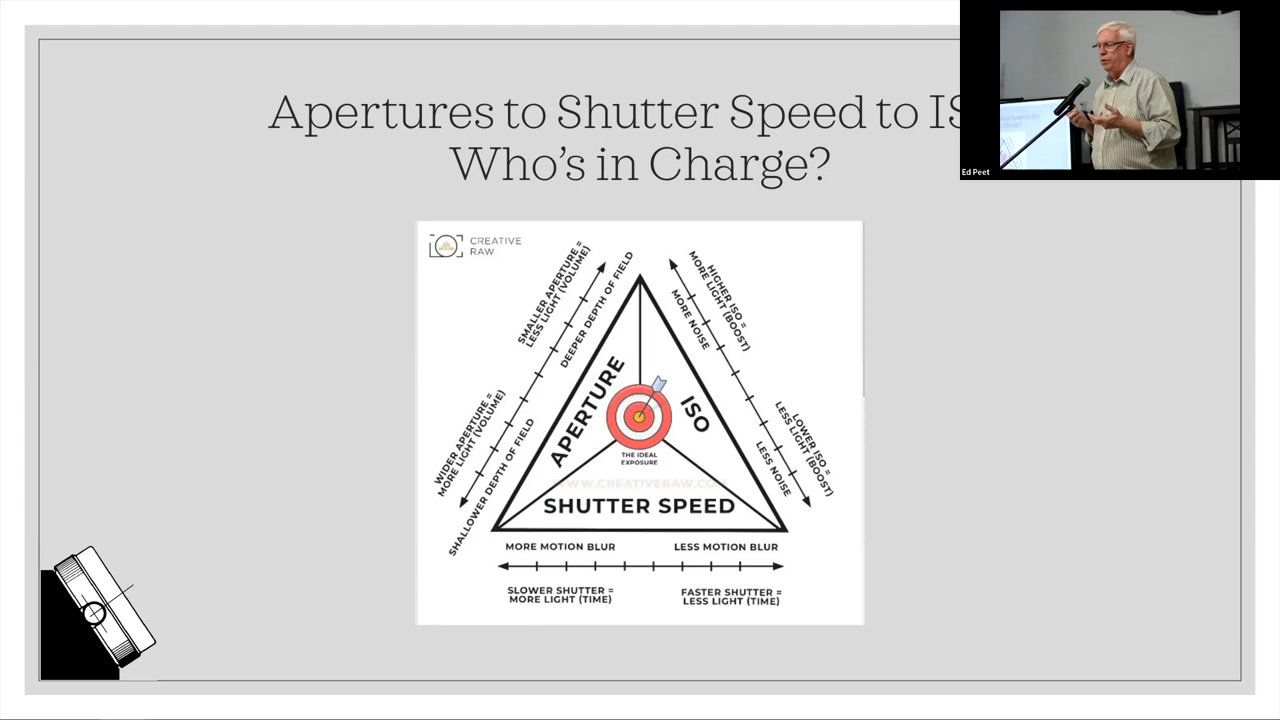 Apertures to Shutter Speed to IS
Who's in Charge?
Ed Peet
CREATIVE
RAW
SMALLER APERTURE =
LESS LIGHT (VOLUME)
DEEPER DEPTH OF FIELD
WIDER APERTURE =
MORE LIGHT (VOLUME)
SHALLOWER DEPTH OF FIELD
HIGHER ISO =
MORE LIGHT (BOOST)
MORE NOISE
LOWER ISO =
LESS LIGHT (BOOST)
LESS NOISE
APERTURE
ISO
THE IDEAL
EXPOSURE
WWW.CREATIVERAW.CO
SHUTTER SPEED
MORE MOTION BLUR
LESS MOTION BLUR
SLOWER SHUTTER =
MORE LIGHT (TIME)
FASTER SHUTTER =
LESS LIGHT (TIME)